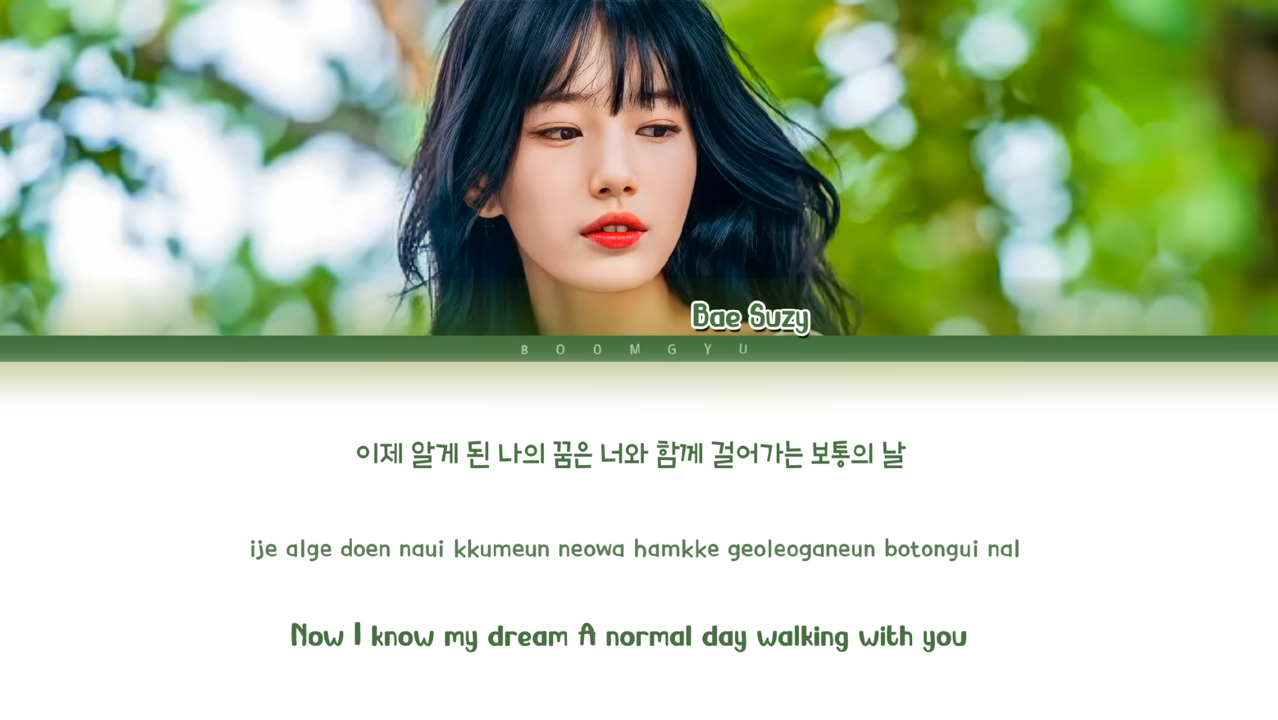 Bae Suzy
BOOMGYU
이제 알게 된 나의 꿈은 너와 함께 걸어가는 보통의 날
ije alge doen naui kkumeun neowa hamkke geoleoganeun botongui nal
Now I know my dream A normal day walking with you